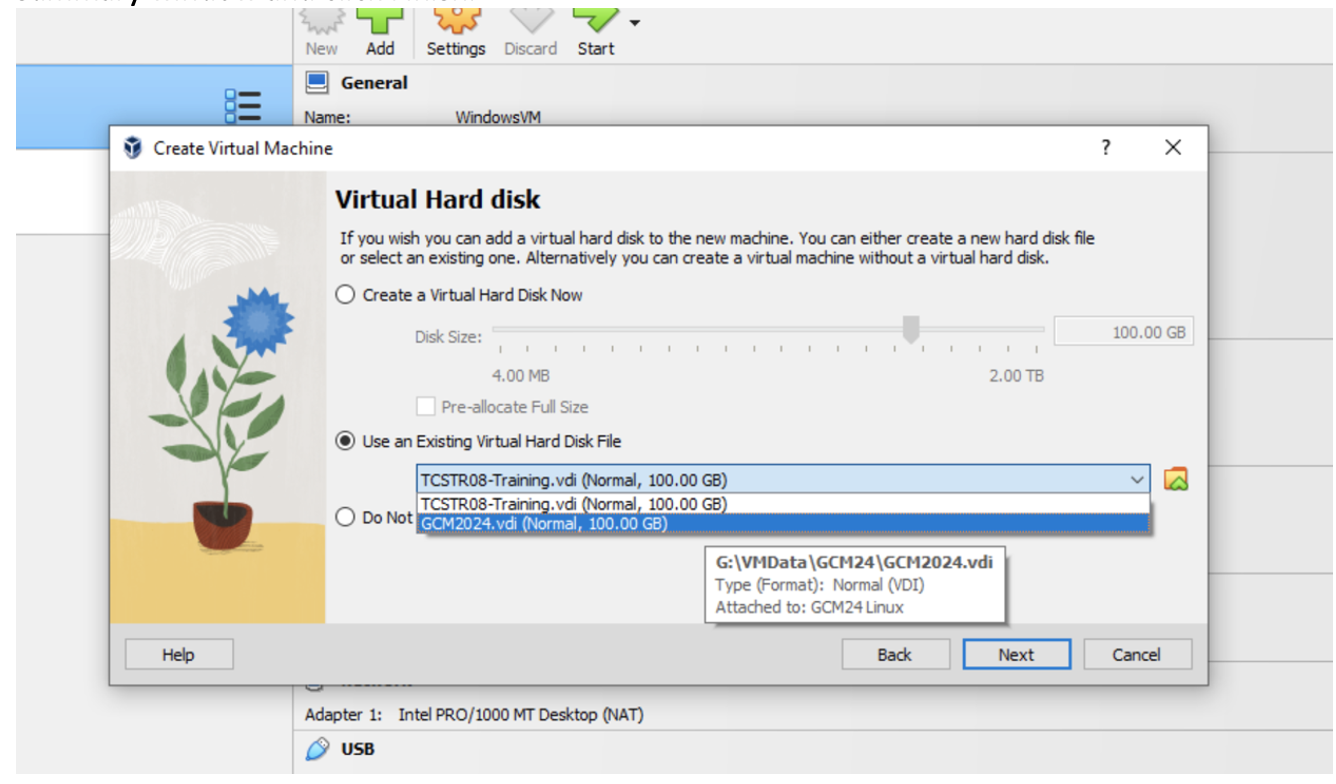 New Add Settings Discard Start
General
Name: WindowsVM
Create Virtual Machine ? X
Virtual Hard disk
If you wish you can add a virtual hard disk to the new machine. You can either create a new hard disk file
or select an existing one. Alternatively you can create a virtual machine without a virtual hard disk.
Create a Virtual Hard Disk Now
Disk Size: 100.00 GB
4.00 MB 2.00 TB
Pre-allocate Full Size
Use an Existing Virtual Hard Disk File
TCSTR08-Training.vdi (Normal, 100.00 GB)
TCSTR08-Training.vdi (Normal, 100.00 GB)
Do Not GCM2024.vdi (Normal, 100.00 GB)
G:\VMData\GCM24\GCM2024.vdi
Type (Format): Normal (VDI)
Attached to: GCM24Linux
Help Back Next Cancel
Adapter 1: Intel PRO/1000 MT Desktop (NAT)
USB